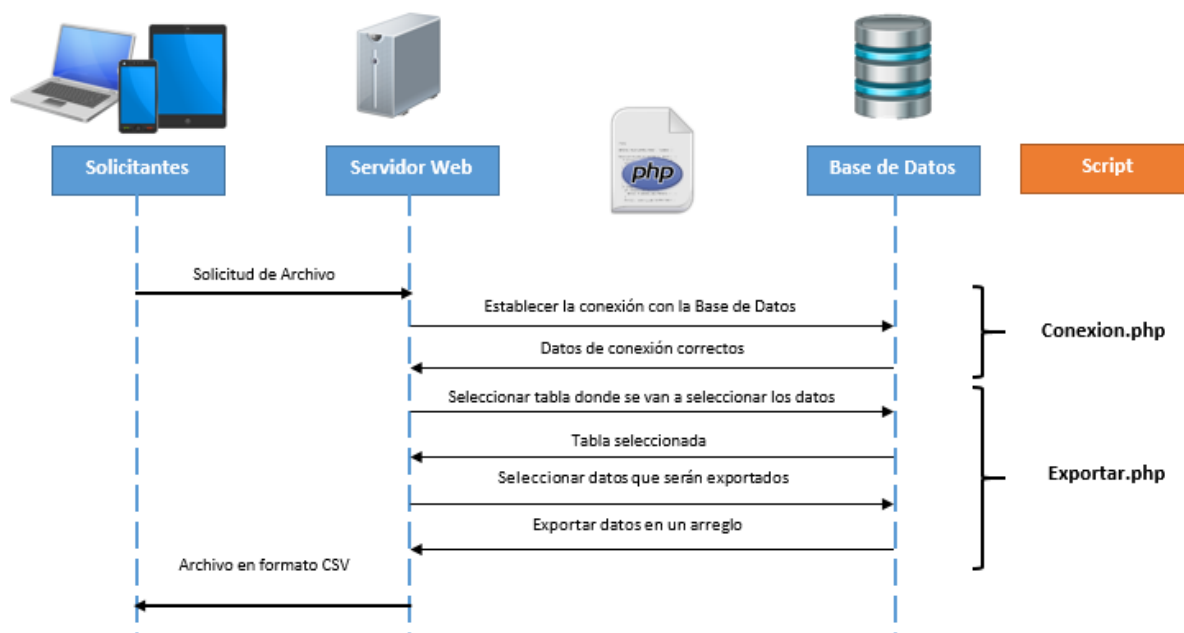 php
Solicitantes
Servidor Web
Base de Datos
Script
Solicitud de Archivo
Establecer la conexión con la Base de Datos
Conexion.php
Datos de conexión correctos
Seleccionar tabla donde se van a seleccionar los datos
Tabla seleccionada
Seleccionar datos que serán exportados
Exportar.php
Exportar datos en un arreglo
Archivo en formato CSV